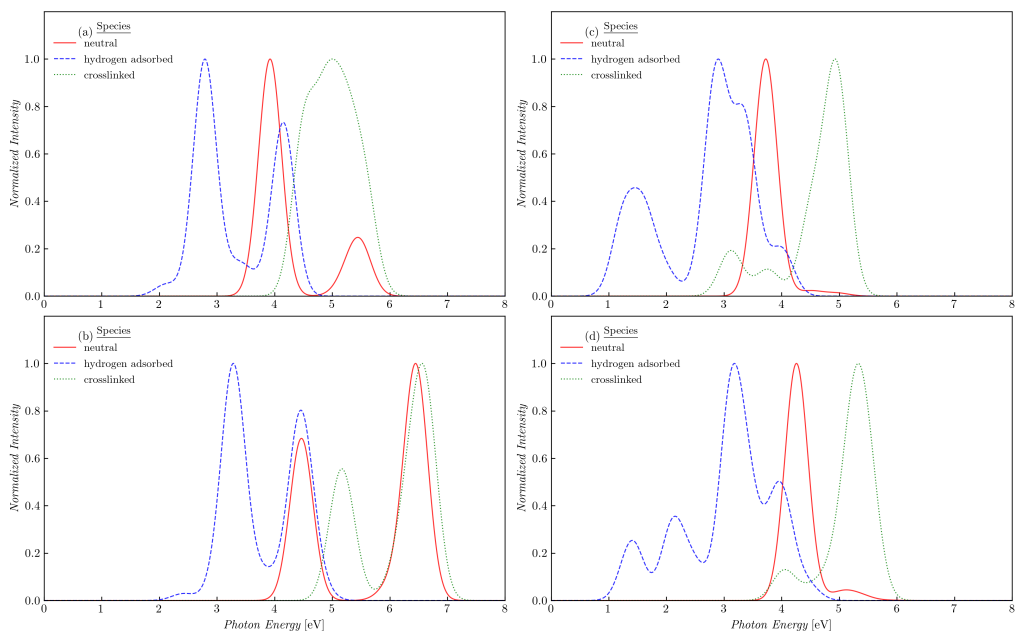 (a) Species
neutral
hydrogen adsorbed
crosslinked
Normalized Intensity
1.0
0.8
0.6
0.4
0.2
0.0
0 1 2 3 4 5 6 7 8
(c) Species
neutral
hydrogen adsorbed
crosslinked
Normalized Intensity
1.0
0.8
0.6
0.4
0.2
0.0
0 1 2 3 4 5 6 7 8
(b) Species
neutral
hydrogen adsorbed
crosslinked
Normalized Intensity
1.0
0.8
0.6
0.4
0.2
0.0
0 1 2 3 4 5 6 7 8
Photon Energy [eV]
(d) Species
neutral
hydrogen adsorbed
crosslinked
Normalized Intensity
1.0
0.8
0.6
0.4
0.2
0.0
0 1 2 3 4 5 6 7 8
Photon Energy [eV]